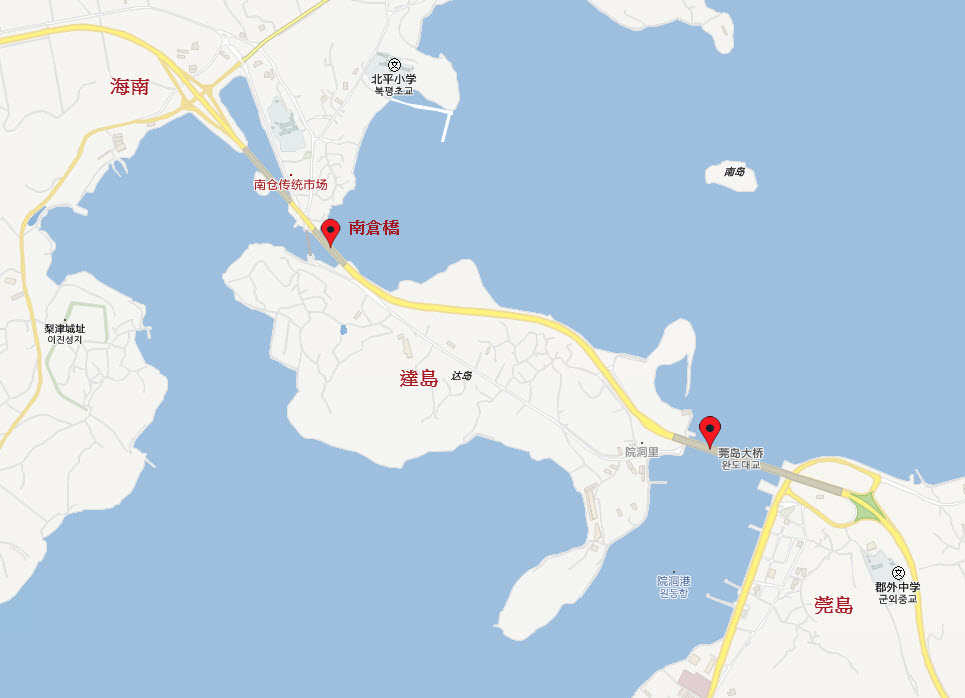 北平小学
북평초교
海南
南岛
南仓传统市场
南倉橋
梨津城址
이진성지
達島
达岛
院洞里
莞岛大桥
완도대교
院洞港
원동항
郡外中学
군외중교
莞島